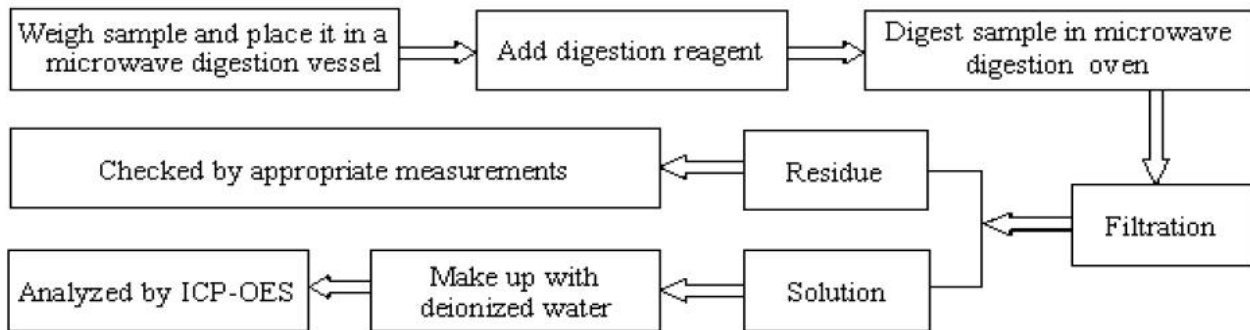 Weigh sample and place it in a
microwave digestion vessel
Add digestion reagent
Digest sample in microwave
digestion oven
Checked by appropriate measurements
Residue
Filtration
Analyzed by ICP-OES
Make up with
deionized water
Solution